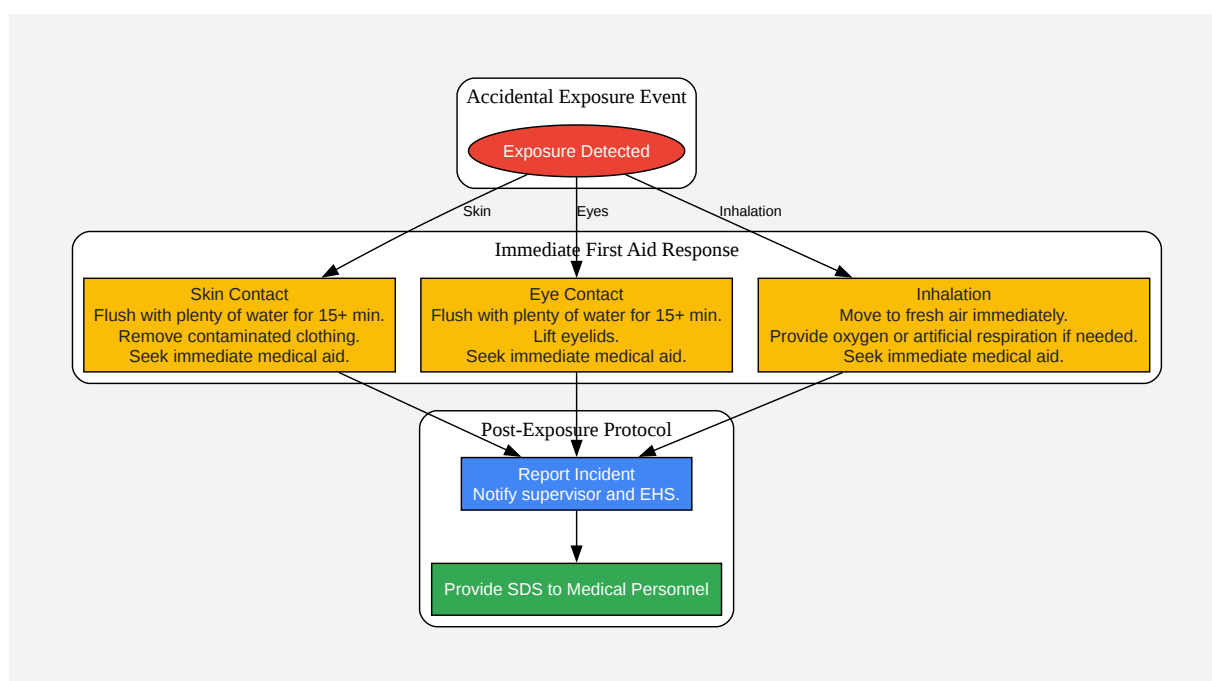 Accidental Exposure Event
Exposure Detected
Skin
Eyes
Inhalation
Immediate First Aid Response
Skin Contact
Flush with plenty of water for 15+ min.
Remove contaminated clothing.
Seek immediate medical aid.
Eye Contact
Flush with plenty of water for 15+ min.
Lift eyelids.
Seek immediate medical aid.
Inhalation
Move to fresh air immediately.
Provide oxygen or artificial respiration if needed.
Seek immediate medical aid.
Post-Exposure Protocol
Report Incident
Notify supervisor and EHS.
Provide SDS to Medical Personnel